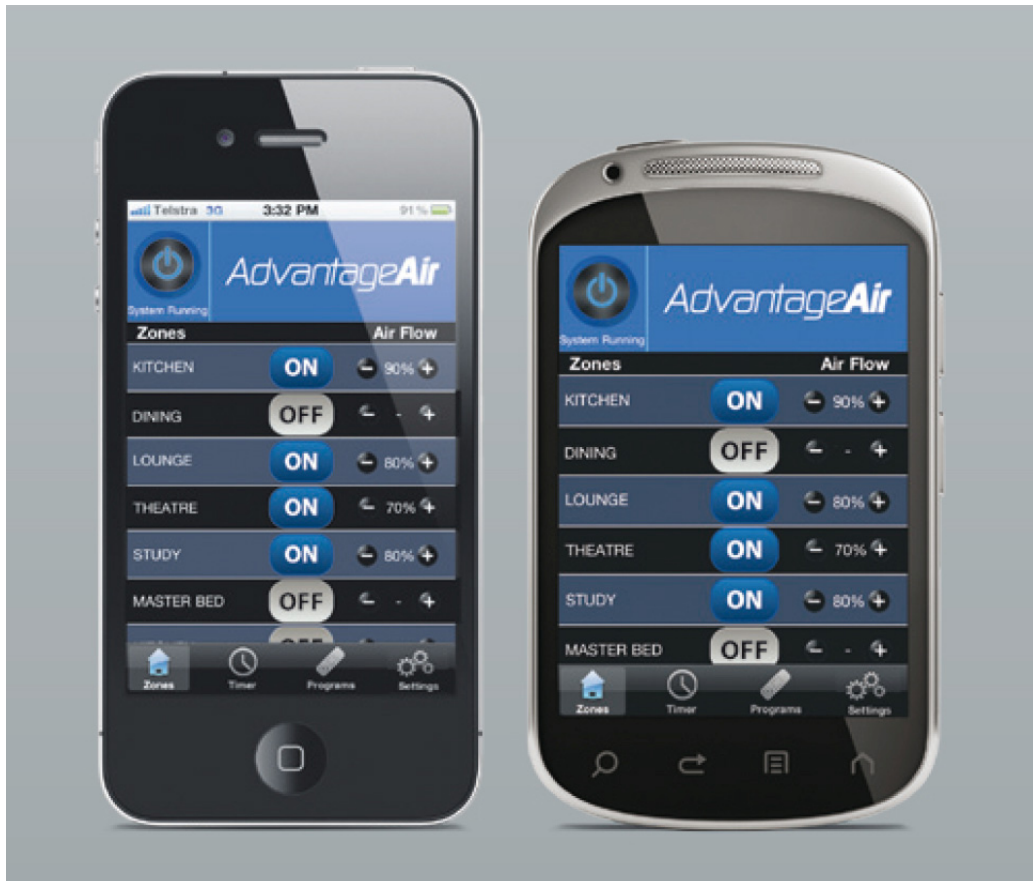 Telstra 3G 3:32 PM 91%
AdvantageAir
System Running
Zones Air Flow
KITCHEN ON 90%
DINING OFF -
LOUNGE ON 80%
THEATRE ON 70%
STUDY ON 80%
MASTER BED OFF -
Zones Timer Programs Settings
AdvantageAir
System Running
Zones Air Flow
KITCHEN ON 90%
DINING OFF -
LOUNGE ON 80%
THEATRE ON 70%
STUDY ON 80%
MASTER BED OFF -
Zones Timer Programs Settings